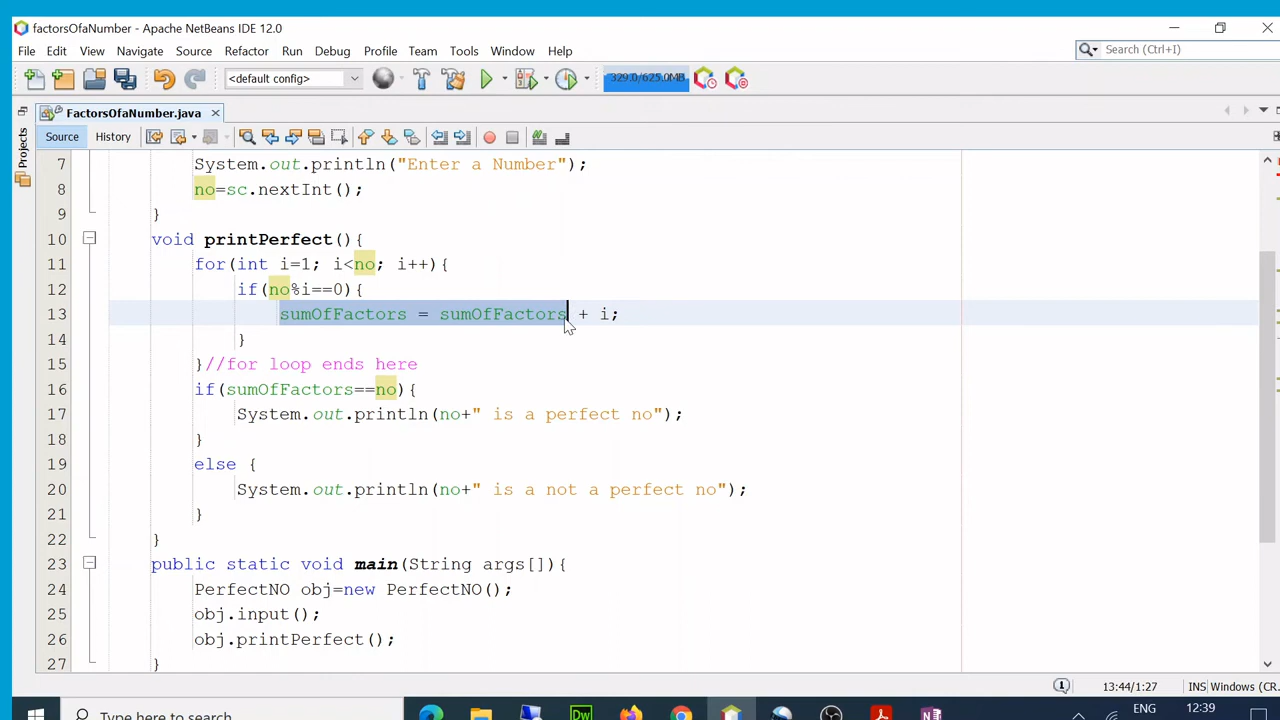 factorsOfaNumber - Apache NetBeans IDE 12.0
File Edit View Navigate Source Refactor Run Debug Profile Team Tools Window Help
Search (Ctrl+I)
<default config>
329.0/625.0MB
FactorsOfaNumber.java
Source History
Projects
7 System.out.println("Enter a Number");
8 no=sc.nextInt();
9 }
10 void printPerfect(){
11 for(int i=1; i<no; i++){
12 if(no%i==0){
13 sumOfFactors = sumOfFactors + i;
14 }
15 }//for loop ends here
16 if(sumOfFactors==no){
17 System.out.println(no+" is a perfect no");
18 }
19 else {
20 System.out.println(no+" is a not a perfect no");
21 }
22 }
23 public static void main(String args[]){
24 PerfectNO obj=new PerfectNO();
25 obj.input();
26 obj.printPerfect();
27 }
13:44/1:27 INS Windows (CR.
Type here to search
Dw
ENG
12:39